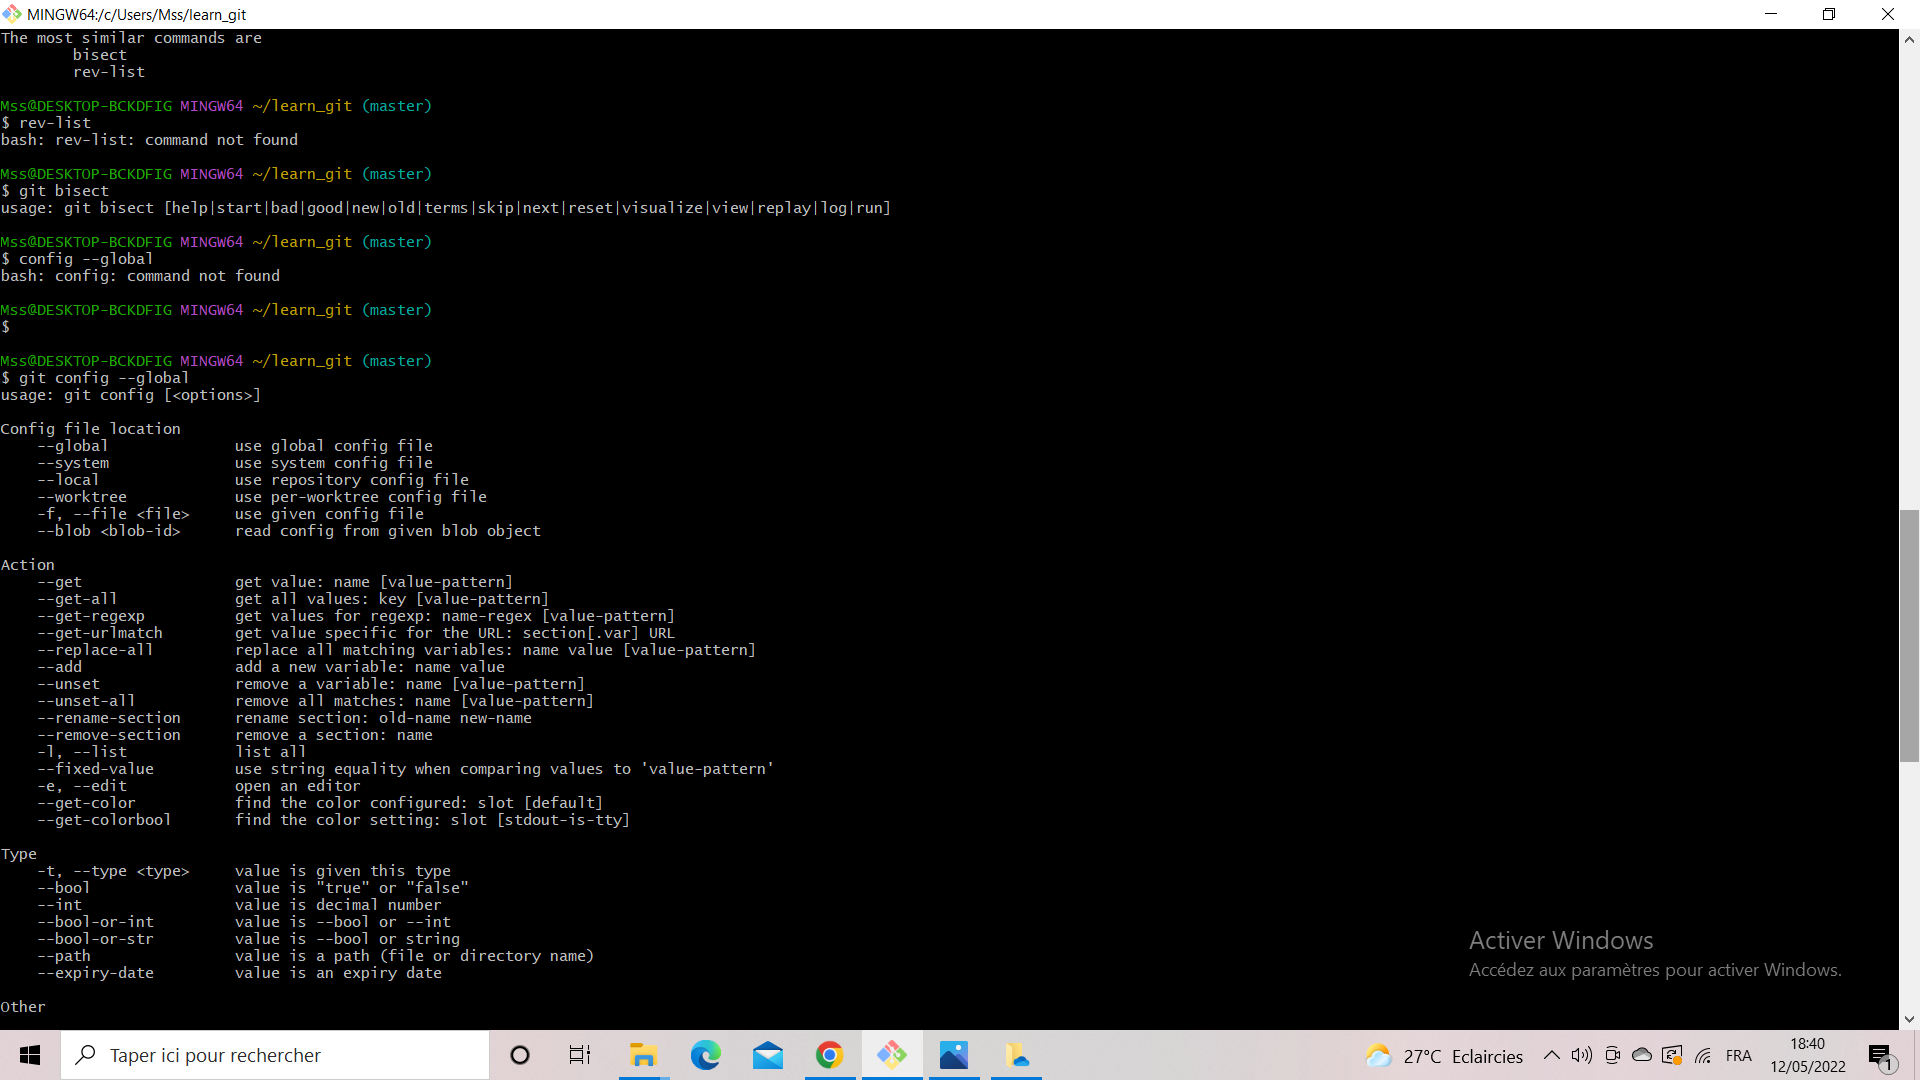 MINGW64:/c/Users/Mss/learn_git
The most similar commands are
        bisect
        rev-list
Mss@DESKTOP-BCKDFIG MINGW64 ~/learn_git (master)
$ rev-list
bash: rev-list: command not found
Mss@DESKTOP-BCKDFIG MINGW64 ~/learn_git (master)
$ git bisect
usage: git bisect [help|start|bad|good|new|old|terms|skip|next|reset|visualize|view|replay|log|run]
Mss@DESKTOP-BCKDFIG MINGW64 ~/learn_git (master)
$ config --global
bash: config: command not found
Mss@DESKTOP-BCKDFIG MINGW64 ~/learn_git (master)
$
Mss@DESKTOP-BCKDFIG MINGW64 ~/learn_git (master)
$ git config --global
usage: git config [<options>]
Config file location
    --global              use global config file
    --system              use system config file
    --local               use repository config file
    --worktree            use per-worktree config file
    -f, --file <file>     use given config file
    --blob <blob-id>      read config from given blob object
Action
    --get                 get value: name [value-pattern]
    --get-all             get all values: key [value-pattern]
    --get-regexp          get values for regexp: name-regex [value-pattern]
    --get-urlmatch        get value specific for the URL: section[.var] URL
    --replace-all         replace all matching variables: name value [value-pattern]
    --add                 add a new variable: name value
    --unset               remove a variable: name [value-pattern]
    --unset-all           remove all matches: name [value-pattern]
    --rename-section      rename section: old-name new-name
    --remove-section      remove a section: name
    -l, --list            list all
    --fixed-value         use string equality when comparing values to 'value-pattern'
    -e, --edit            open an editor
    --get-color           find the color configured: slot [default]
    --get-colorbool       find the color setting: slot [stdout-is-tty]
Type
    -t, --type <type>     value is given this type
    --bool                value is "true" or "false"
    --int                 value is decimal number
    --bool-or-int         value is --bool or --int
    --bool-or-str         value is --bool or string
    --path                value is a path (file or directory name)
    --expiry-date         value is an expiry date
Other
Activer Windows
Accédez aux paramètres pour activer Windows.
Taper ici pour rechercher
27°C Eclaircies
FRA
18:40
12/05/2022
1